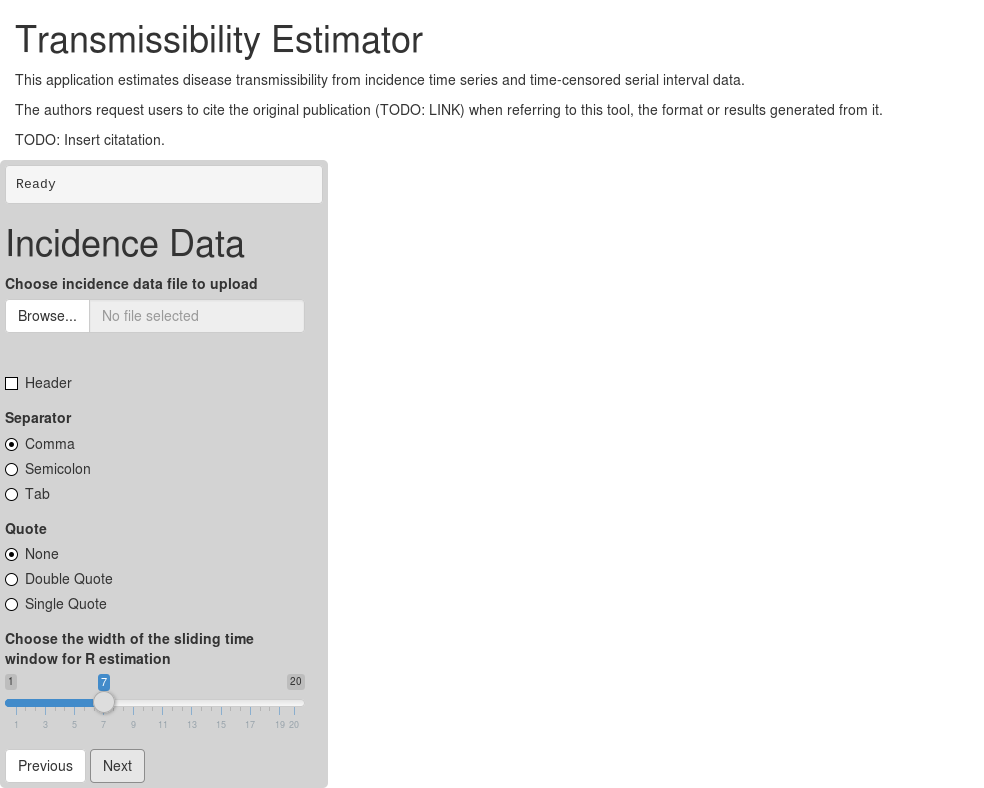 Transmissibility Estimator
This application estimates disease transmissibility from incidence time series and time-censored serial interval data.
The authors request users to cite the original publication (TODO: LINK) when referring to this tool, the format or results generated from it.
TODO: Insert citatation.
Ready
Incidence Data
Choose incidence data file to upload
Browse... No file selected
Header
Separator
Comma
Semicolon
Tab
Quote
None
Double Quote
Single Quote
Choose the width of the sliding time
window for R estimation
1 7 20
1 3 5 7 9 11 13 15 17 19 20
Previous Next